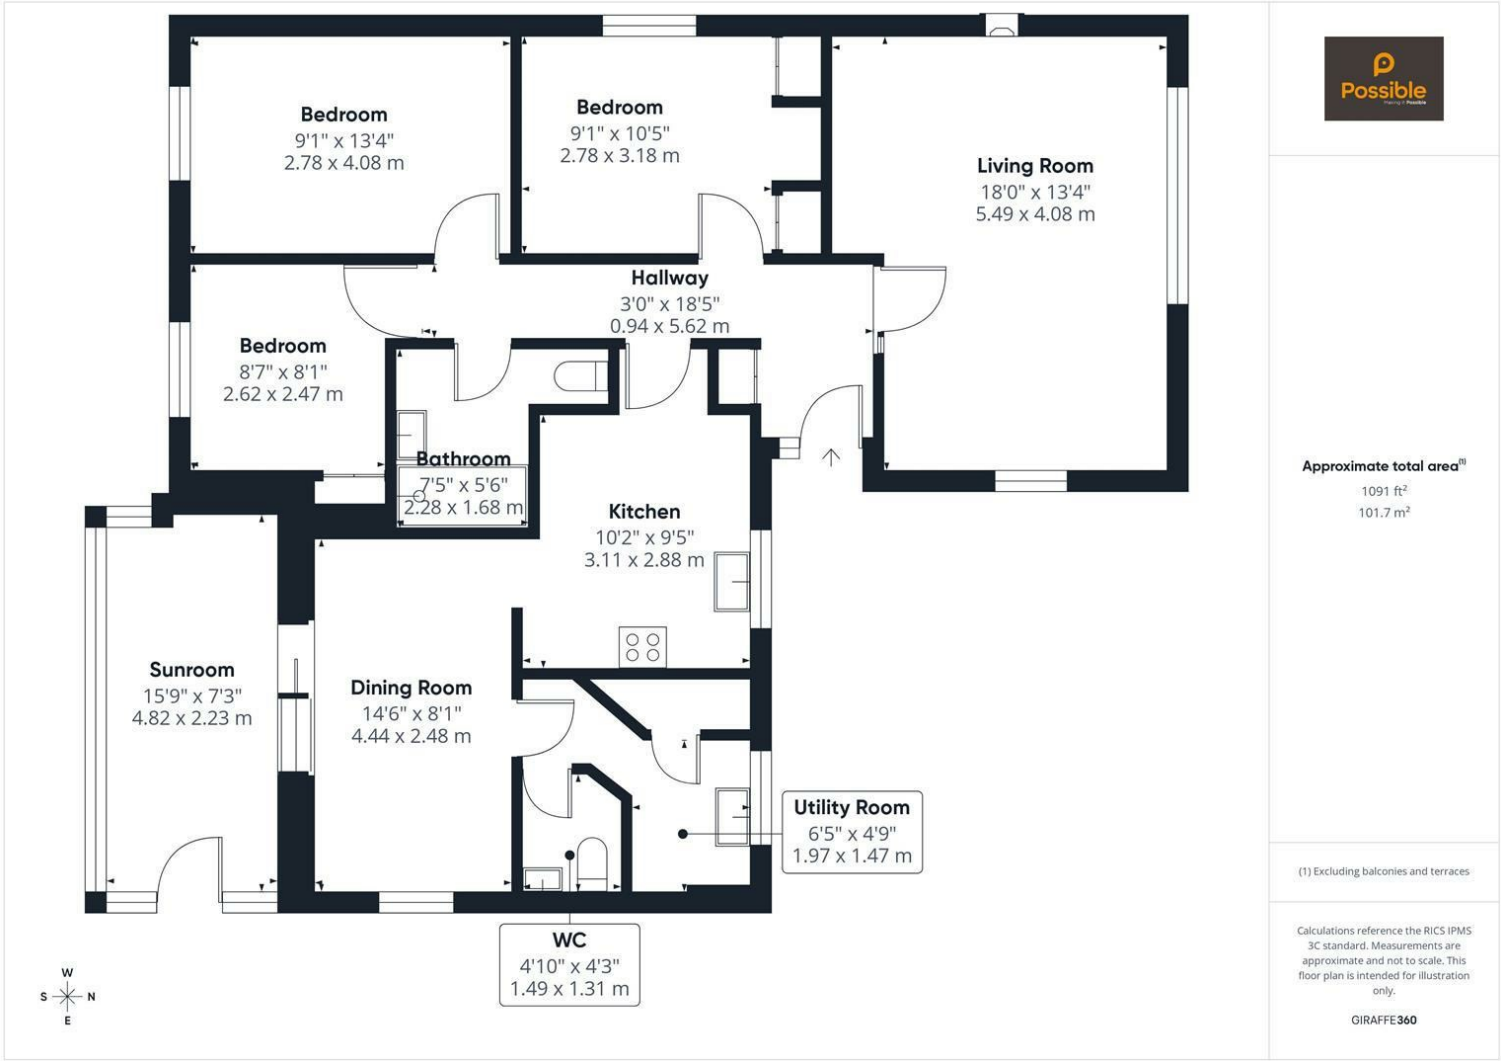 Bedroom
9'1" x 13'4"
2.78 x 4.08 m
Bedroom
9'1" x 10'5"
2.78 x 3.18 m
Living Room
18'0" x 13'4"
5.49 x 4.08 m
Hallway
3'0" x 18'5"
0.94 x 5.62 m
Bedroom
8'7" x 8'1"
2.62 x 2.47 m
Bathroom
7'5" x 5'6"
2.28 x 1.68 m
Kitchen
10'2" x 9'5"
3.11 x 2.88 m
Sunroom
15'9" x 7'3"
4.82 x 2.23 m
Dining Room
14'6" x 8'1"
4.44 x 2.48 m
Utility Room
6'5" x 4'9"
1.97 x 1.47 m
WC
4'10" x 4'3"
1.49 x 1.31 m
W
S N
E
Possible
Making it Possible
Approximate total area(1)
1091 ft²
101.7 m²
(1) Excluding balconies and terraces
Calculations reference the RICS IPMS
3C standard. Measurements are
approximate and not to scale. This
floor plan is intended for illustration
only.
GIRAFFE360